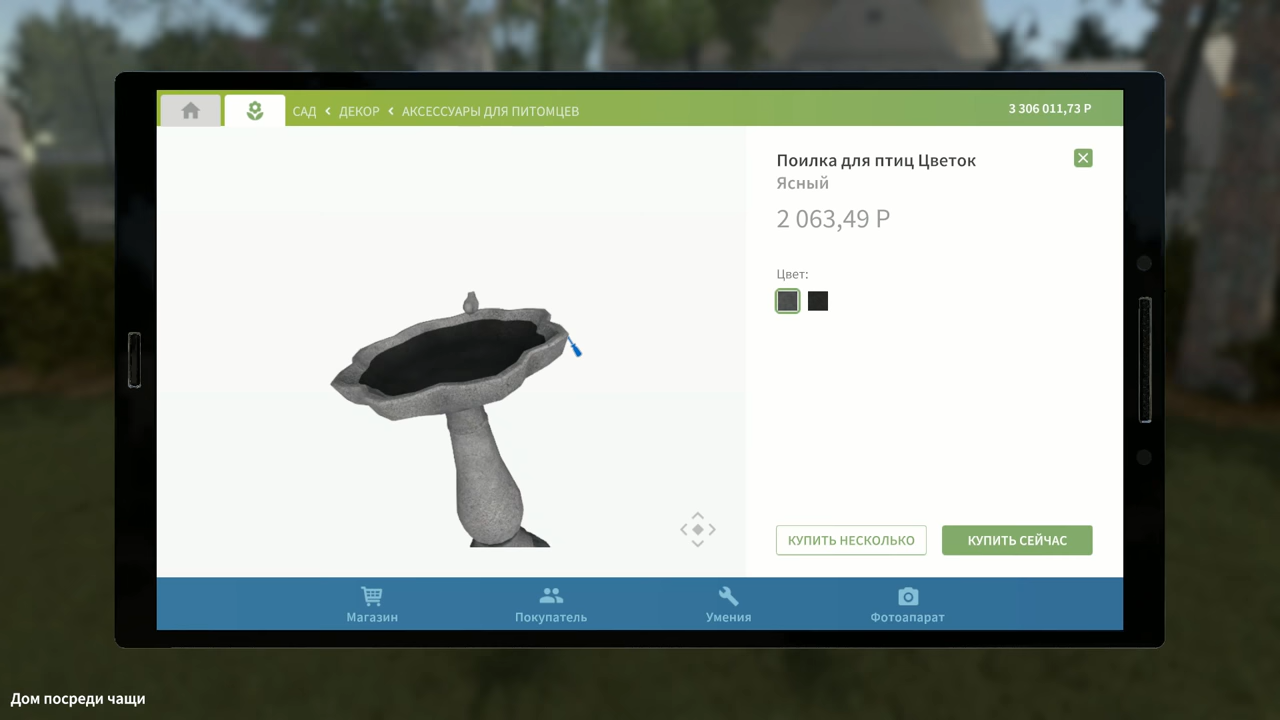 САД < ДЕКОР < АКСЕССУАРЫ ДЛЯ ПИТОМЦЕВ
3 306 011,73 Р
Поилка для птиц Цветок
Ясный
2 063,49 Р
Цвет:
КУПИТЬ НЕСКОЛЬКО
КУПИТЬ СЕЙЧАС
Магазин
Покупатель
Умения
Фотоапарат
Дом посреди чащи